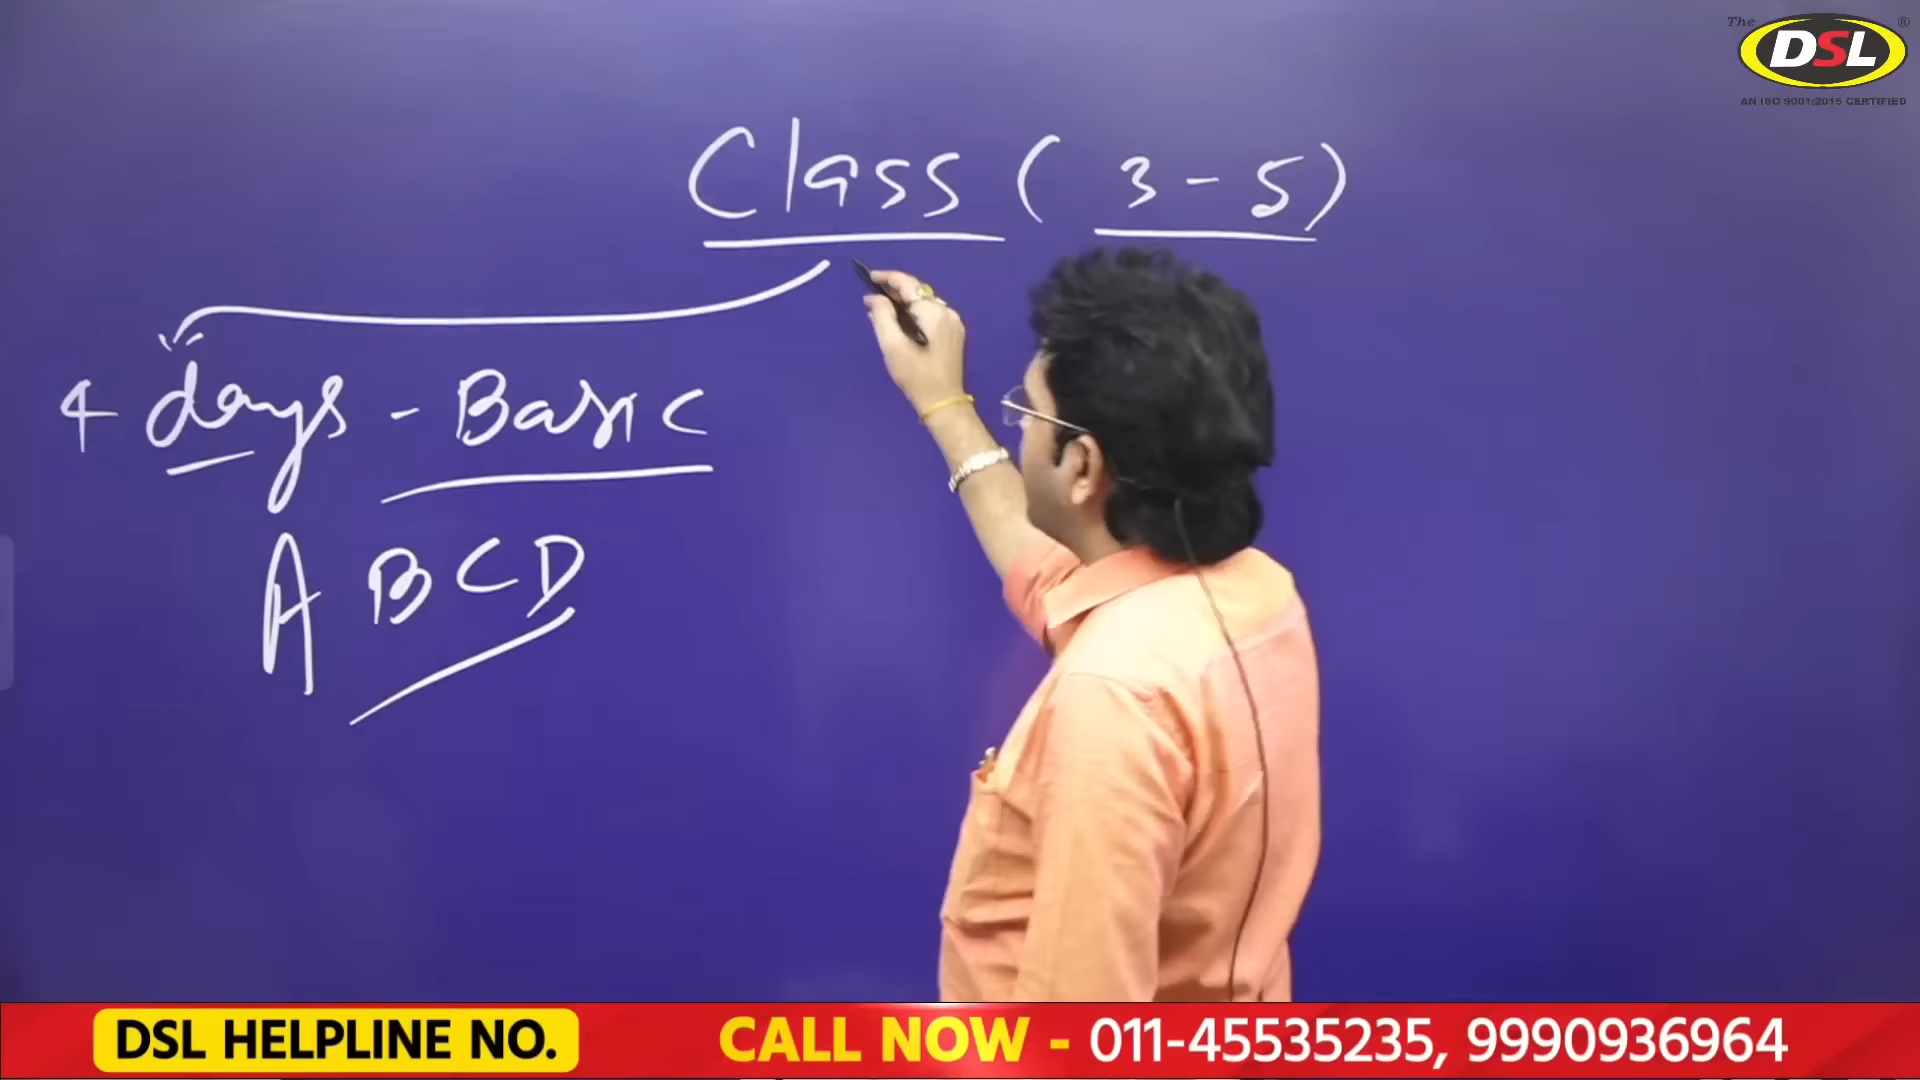 The DSL ®
AN ISO 9001:2015 CERTIFIED
Class (3-5)
4 days - Basic
A B C D
DSL HELPLINE NO. CALL NOW - 011-45535235, 9990936964